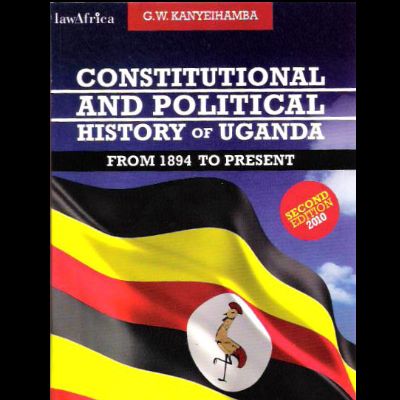 lawAfrica
G.W. KANYEIHAMBA
CONSTITUTIONAL
AND POLITICAL
HISTORY OF UGANDA
FROM 1894 TO PRESENT
SECOND
EDITION
2010